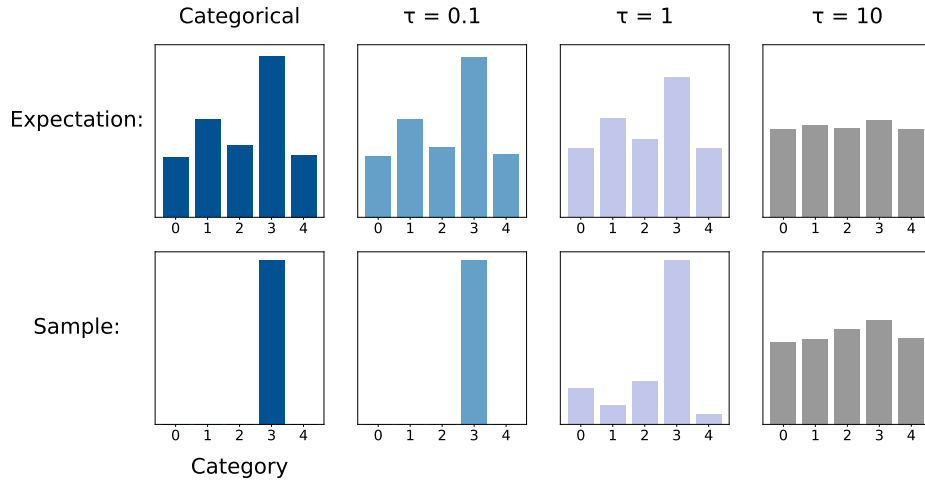 Categorical τ = 0.1 τ = 1 τ = 10
Expectation:
0 1 2 3 4 0 1 2 3 4 0 1 2 3 4 0 1 2 3 4
Sample:
0 1 2 3 4 0 1 2 3 4 0 1 2 3 4 0 1 2 3 4
Category